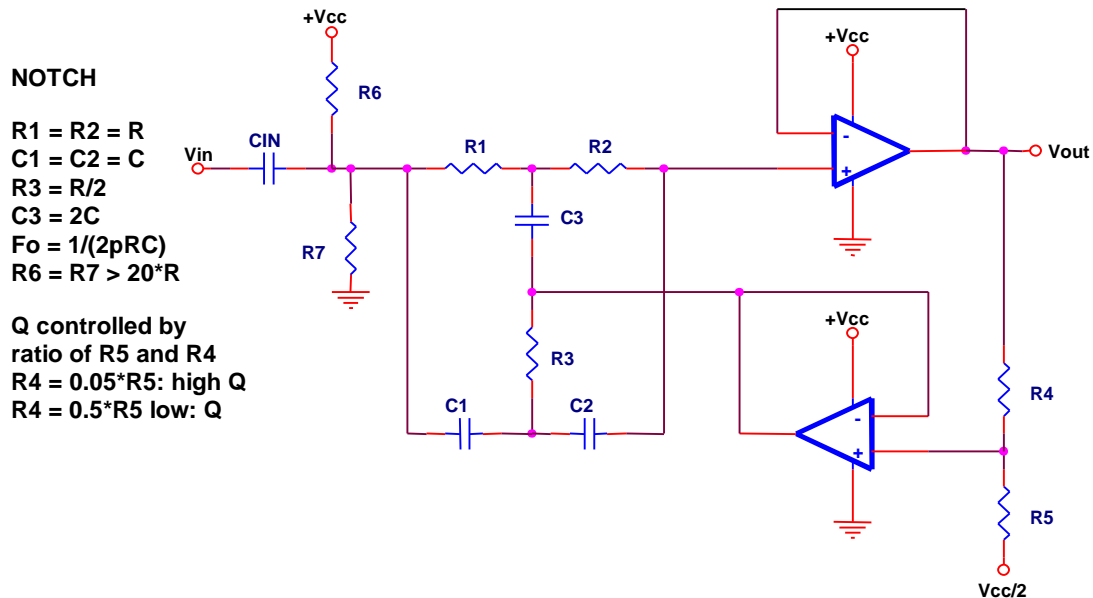 NOTCH
R1 = R2 = R
C1 = C2 = C
R3 = R/2
C3 = 2C
Fo = 1/(2pRC)
R6 = R7 > 20*R
Q controlled by
ratio of R5 and R4
R4 = 0.05*R5: high Q
R4 = 0.5*R5 low: Q
+Vcc
R6
CIN
Vin
R7
R1
R2
C3
R3
C1
C2
+Vcc
-
+
Vout
+Vcc
-
+
R4
R5
Vcc/2